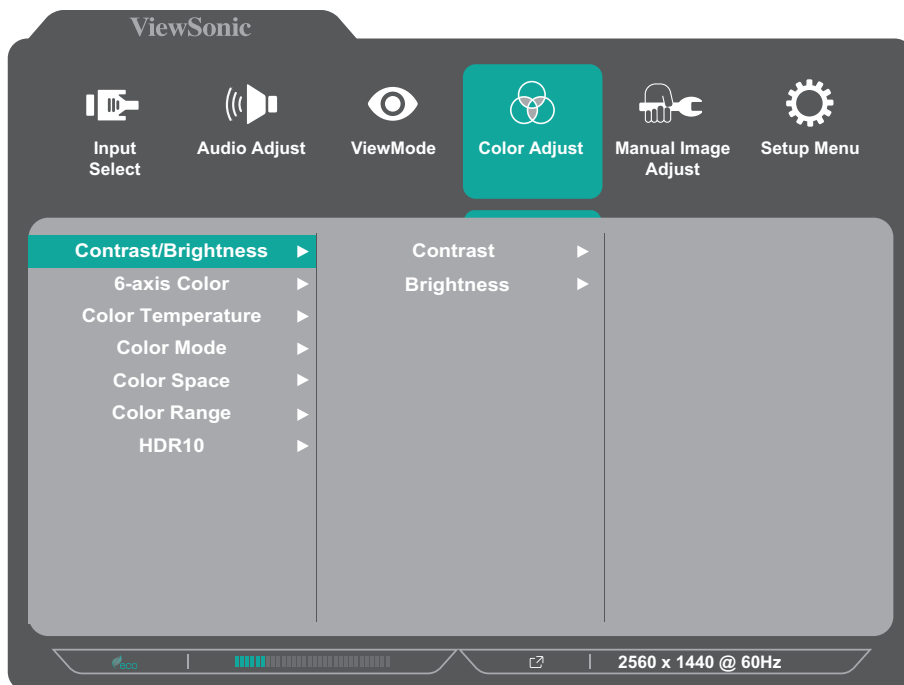 ViewSonic
Input
Select
Audio Adjust
ViewMode
Color Adjust
Manual Image
Adjust
Setup Menu
Contrast/Brightness
6-axis Color
Color Temperature
Color Mode
Color Space
Color Range
HDR10
Contrast
Brightness
eco
2560 x 1440 @ 60Hz